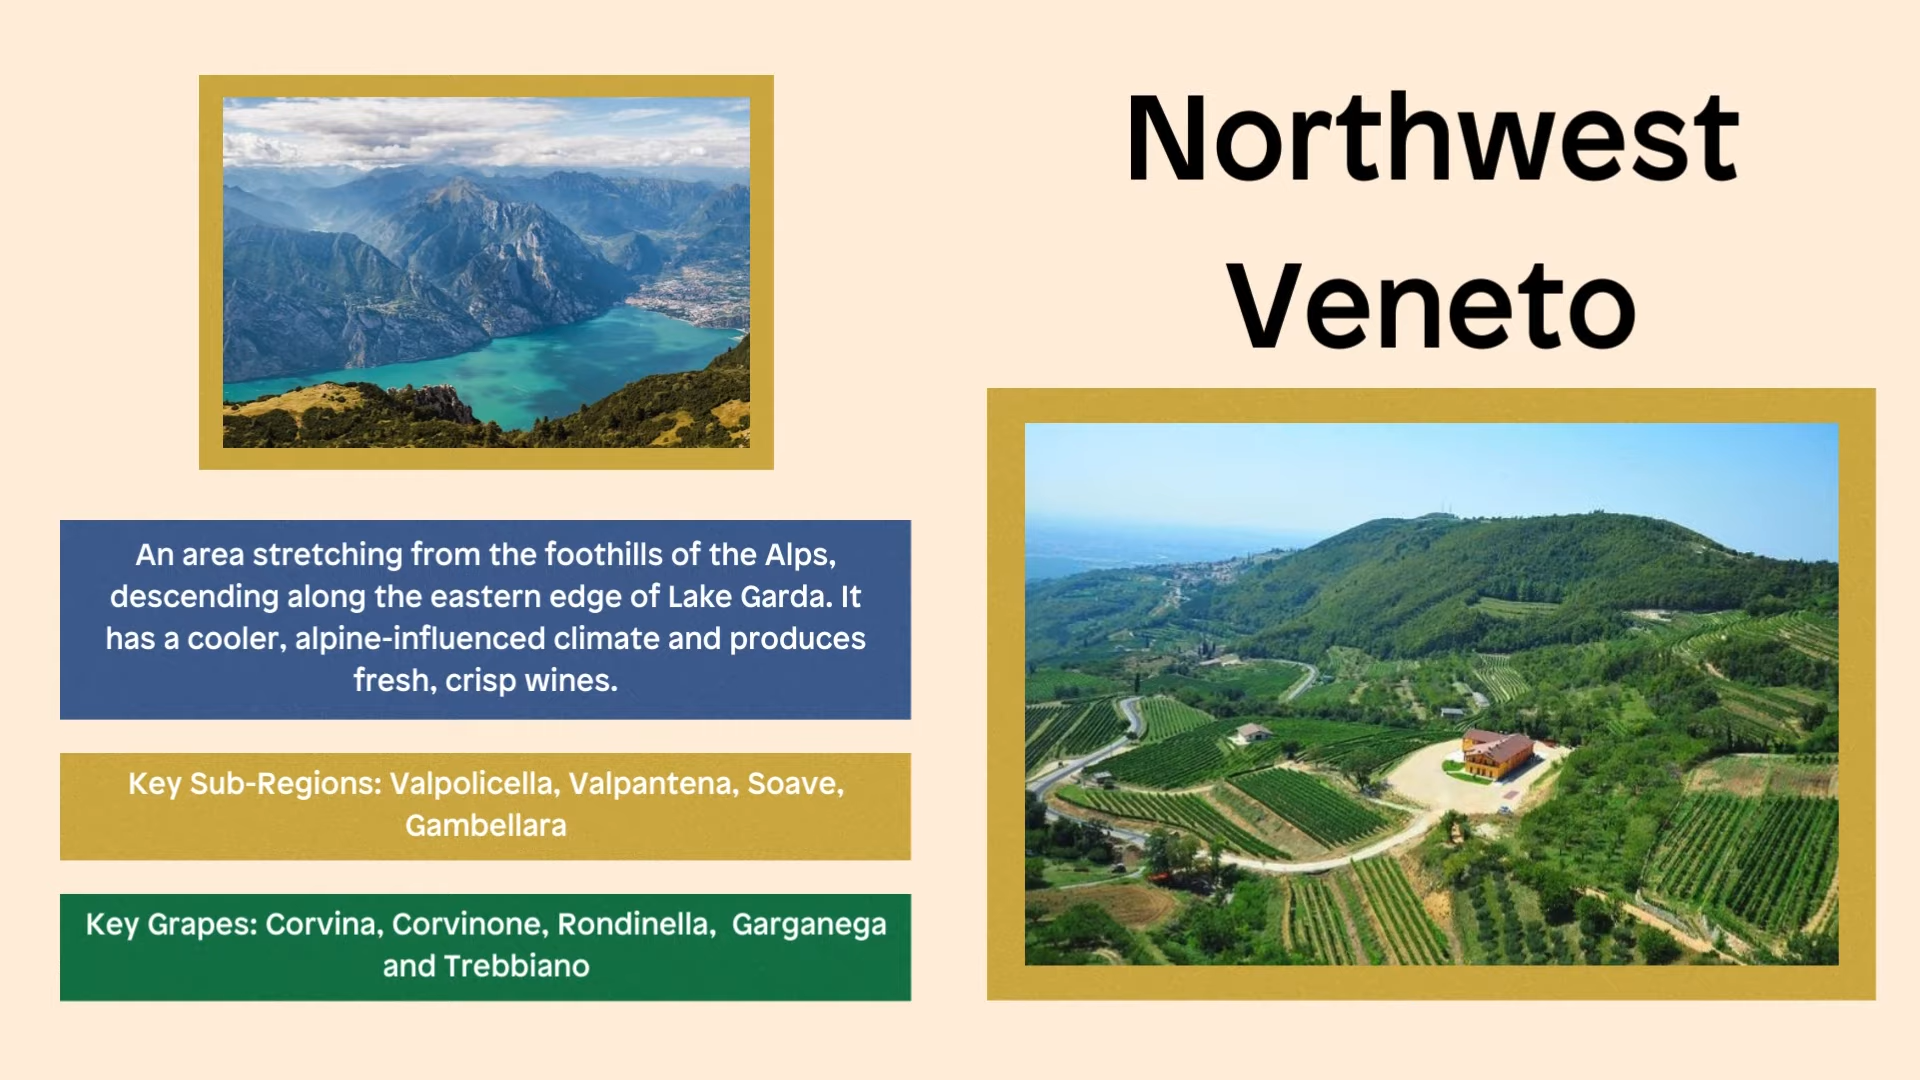 Northwest
Veneto
An area stretching from the foothills of the Alps,
descending along the eastern edge of Lake Garda. It
has a cooler, alpine-influenced climate and produces
fresh, crisp wines.
Key Sub-Regions: Valpolicella, Valpantena, Soave,
Gambellara
Key Grapes: Corvina, Corvinone, Rondinella,  Garganega
and Trebbiano